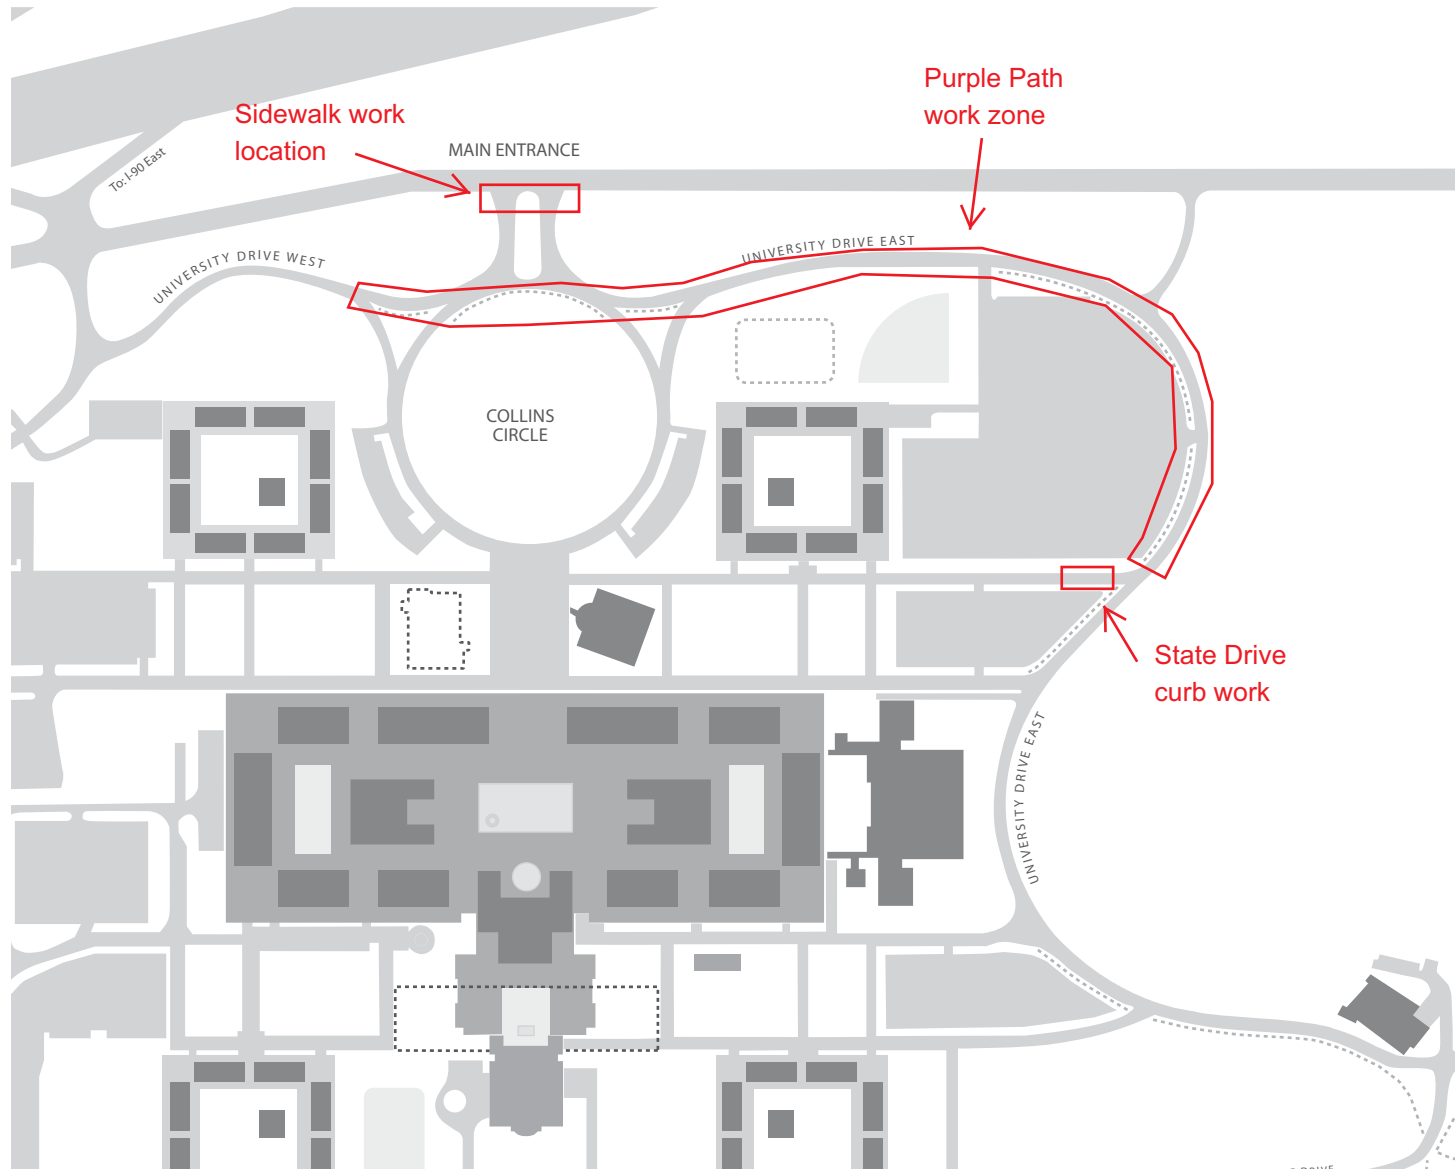 Purple Path
work zone
Sidewalk work
location
MAIN ENTRANCE
To: I-90 East
UNIVERSITY DRIVE WEST
UNIVERSITY DRIVE EAST
COLLINS
CIRCLE
State Drive
curb work
UNIVERSITY DRIVE EAST